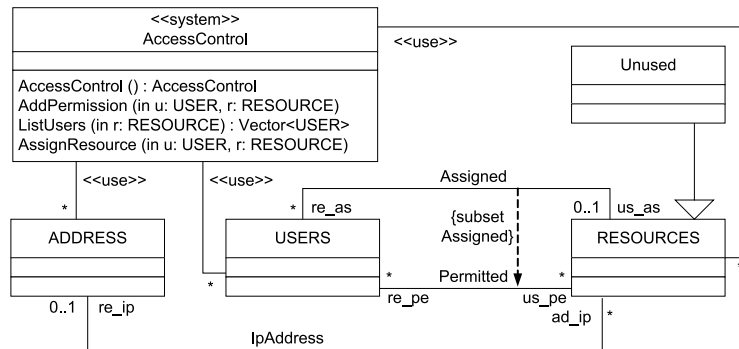 <<system>>
AccessControl
<<use>>
Unused
AccessControl () : AccessControl
AddPermission (in u: USER, r: RESOURCE)
ListUsers (in r: RESOURCE) : Vector<USER>
AssignResource (in u: USER, r: RESOURCE)
<<use>>
<<use>>
Assigned
*
*
re_as
0..1
us_as
{subset
Assigned}
ADDRESS
USERS
RESOURCES
*
*
Permitted
*
*
re_pe
us_pe
0..1
re_ip
ad_ip
*
IpAddress